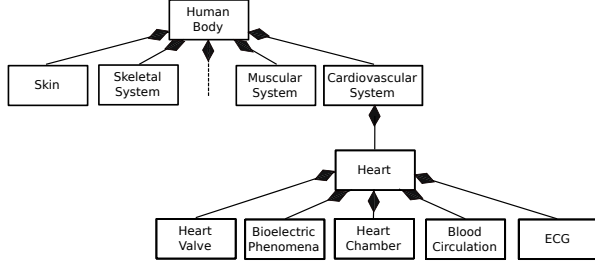 Human
Body
Skin
Skeletal
System
Muscular
System
Cardiovascular
System
Heart
Heart
Valve
Bioelectric
Phenomena
Heart
Chamber
Blood
Circulation
ECG